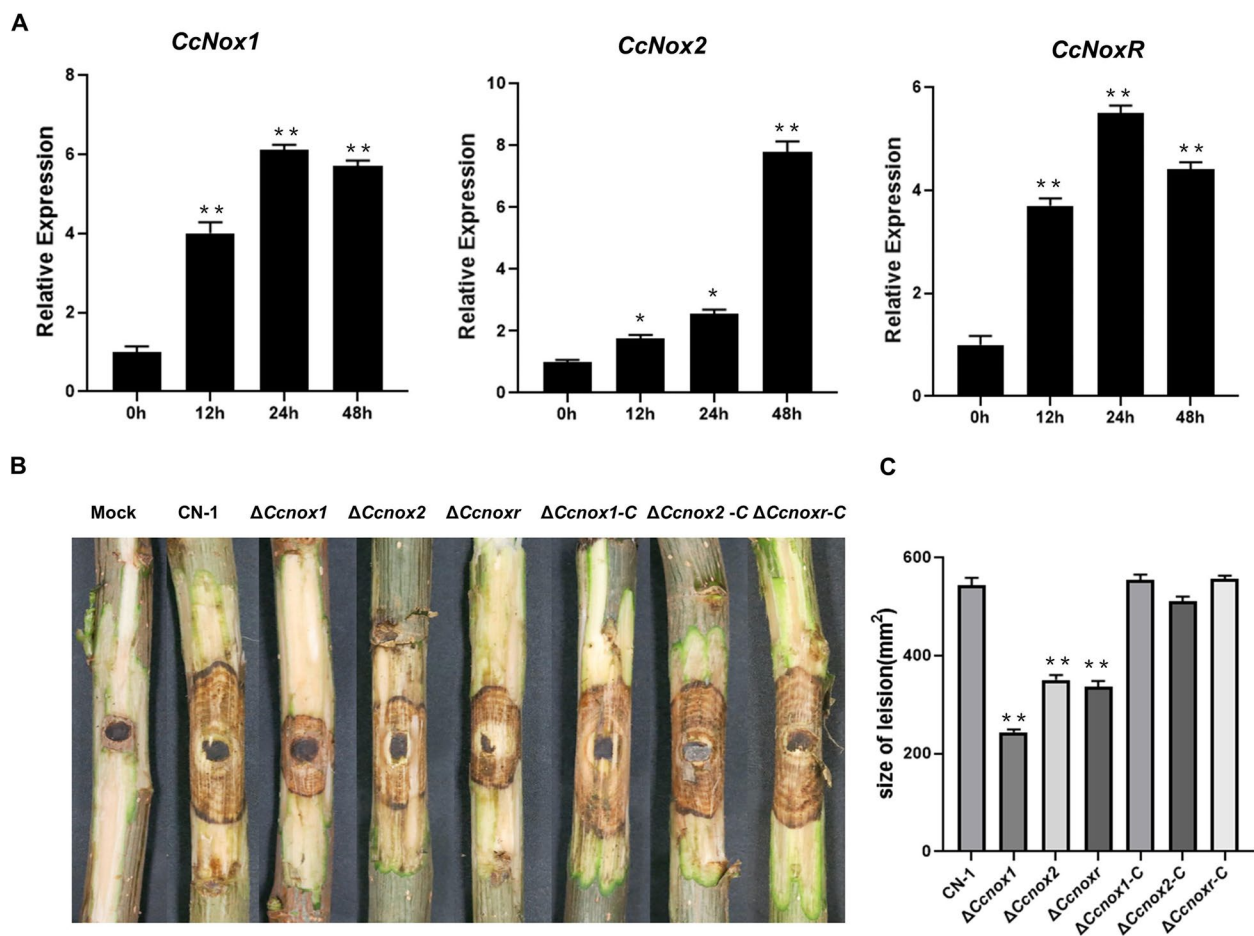 A
CcNox1
CcNox2
CcNoxR
Relative Expression
8
6
4
2
0
**
**
**
0h 12h 24h 48h
Relative Expression
10
8
6
4
2
0
*
*
**
0h 12h 24h 48h
Relative Expression
6
4
2
0
**
**
**
0h 12h 24h 48h
B
Mock CN-1 ΔCcnox1 ΔCcnox2 ΔCcnoxr ΔCcnox1-C ΔCcnox2 -C ΔCcnoxr-C
C
size of leision(mm2)
600
400
200
0
**
**
**
CN-1
ΔCcnox1
ΔCcnox2
ΔCcnoxr
ΔCcnox1-C
ΔCcnox2-C
ΔCcnoxr-C